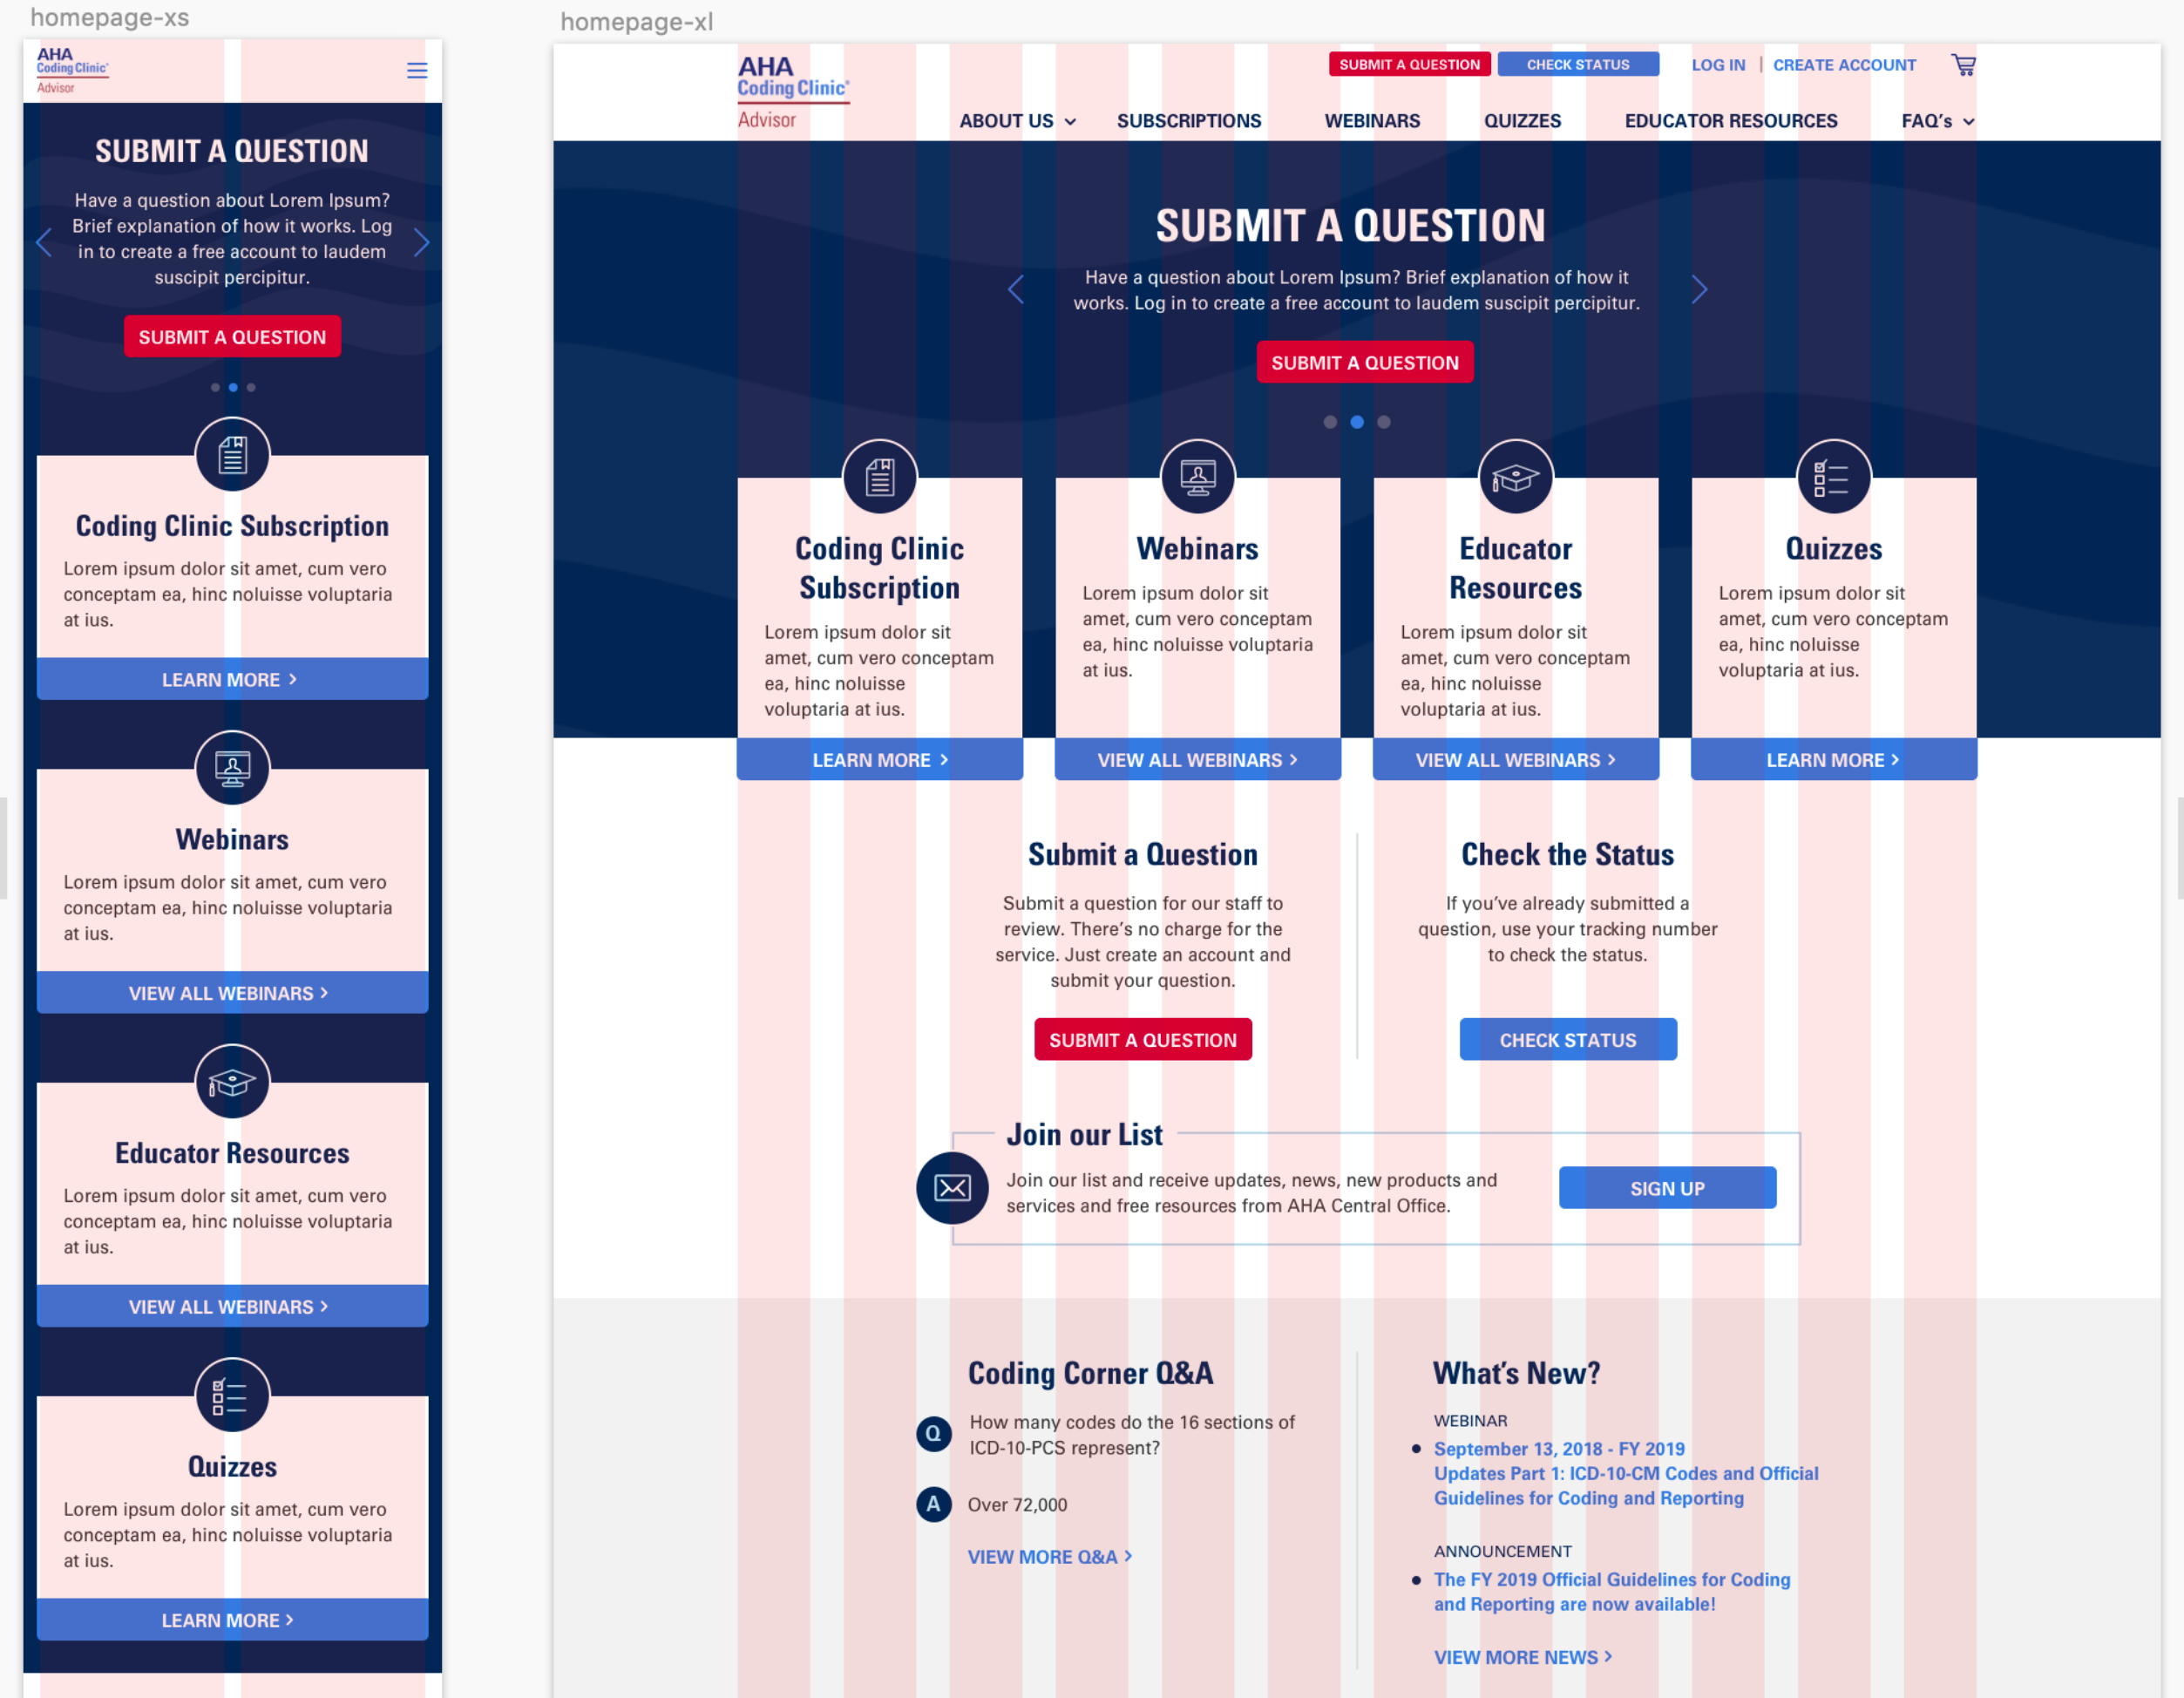 homepage-xs
AHA
Coding Clinic®
Advisor
SUBMIT A QUESTION
Have a question about Lorem Ipsum?
Brief explanation of how it works. Log
in to create a free account to laudem
suscipit percipitur.
SUBMIT A QUESTION
Coding Clinic Subscription
Lorem ipsum dolor sit amet, cum vero
conceptam ea, hinc noluisse voluptaria
at ius.
LEARN MORE >
Webinars
Lorem ipsum dolor sit amet, cum vero
conceptam ea, hinc noluisse voluptaria
at ius.
VIEW ALL WEBINARS >
Educator Resources
Lorem ipsum dolor sit amet, cum vero
conceptam ea, hinc noluisse voluptaria
at ius.
VIEW ALL WEBINARS >
Quizzes
Lorem ipsum dolor sit amet, cum vero
conceptam ea, hinc noluisse voluptaria
at ius.
LEARN MORE >
homepage-xl
AHA
Coding Clinic®
Advisor
SUBMIT A QUESTION
CHECK STATUS
LOG IN | CREATE ACCOUNT
ABOUT US
SUBSCRIPTIONS
WEBINARS
QUIZZES
EDUCATOR RESOURCES
FAQ's
SUBMIT A QUESTION
Have a question about Lorem Ipsum? Brief explanation of how it
works. Log in to create a free account to laudem suscipit percipitur.
SUBMIT A QUESTION
Coding Clinic
Subscription
Lorem ipsum dolor sit
amet, cum vero conceptam
ea, hinc noluisse
voluptaria at ius.
LEARN MORE >
Webinars
Lorem ipsum dolor sit
amet, cum vero conceptam
ea, hinc noluisse voluptaria
at ius.
VIEW ALL WEBINARS >
Educator
Resources
Lorem ipsum dolor sit
amet, cum vero conceptam
ea, hinc noluisse
voluptaria at ius.
VIEW ALL WEBINARS >
Quizzes
Lorem ipsum dolor sit
amet, cum vero conceptam
ea, hinc noluisse
voluptaria at ius.
LEARN MORE >
Submit a Question
Submit a question for our staff to
review. There's no charge for the
service. Just create an account and
submit your question.
SUBMIT A QUESTION
Check the Status
If you've already submitted a
question, use your tracking number
to check the status.
CHECK STATUS
Join our List
Join our list and receive updates, news, new products and
services and free resources from AHA Central Office.
SIGN UP
Coding Corner Q&A
Q
How many codes do the 16 sections of
ICD-10-PCS represent?
A
Over 72,000
VIEW MORE Q&A >
What's New?
WEBINAR
• September 13, 2018 - FY 2019
Updates Part 1: ICD-10-CM Codes and Official
Guidelines for Coding and Reporting
ANNOUNCEMENT
• The FY 2019 Official Guidelines for Coding
and Reporting are now available!
VIEW MORE NEWS >